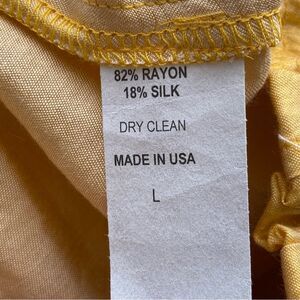 82% RAYON
18% SILK
DRY CLEAN
MADE IN USA
L